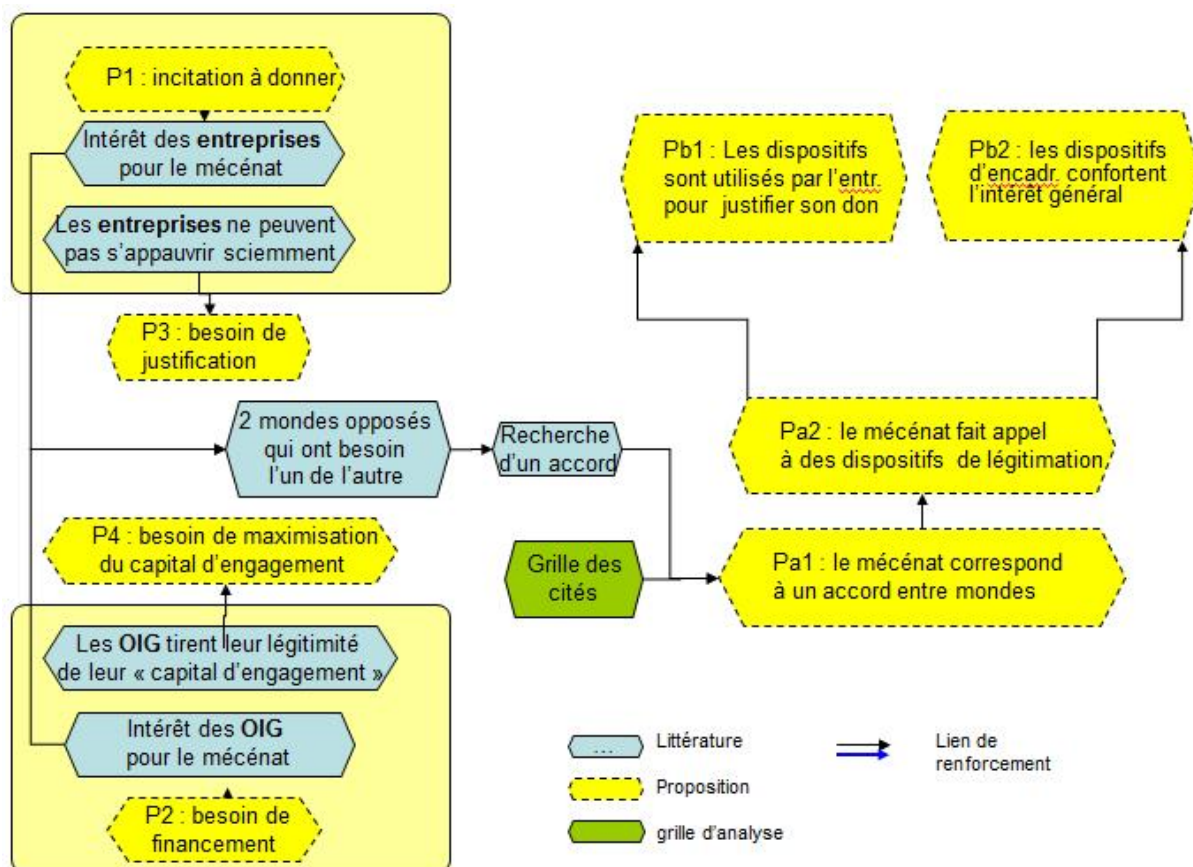 P1 : incitation à donner
Intérêt des entreprises
pour le mécénat
Les entreprises ne peuvent
pas s'appauvrir sciemment
P3 : besoin de
justification
2 mondes opposés
qui ont besoin
l'un de l'autre
Recherche
d'un accord
P4 : besoin de maximisation
du capital d'engagement
Les OIG tirent leur légitimité
de leur « capital d'engagement »
Intérêt des OIG
pour le mécénat
P2 : besoin de
financement
Grille des
cités
Pb1 : Les dispositifs
sont utilisés par l'entr.
pour justifier son don
Pb2 : les dispositifs
d'encadr. confortent
l'intérêt général
Pa2 : le mécénat fait appel
à des dispositifs de légitimation
Pa1 : le mécénat correspond
à un accord entre mondes
...
Littérature
Proposition
grille d'analyse
Lien de
renforcement